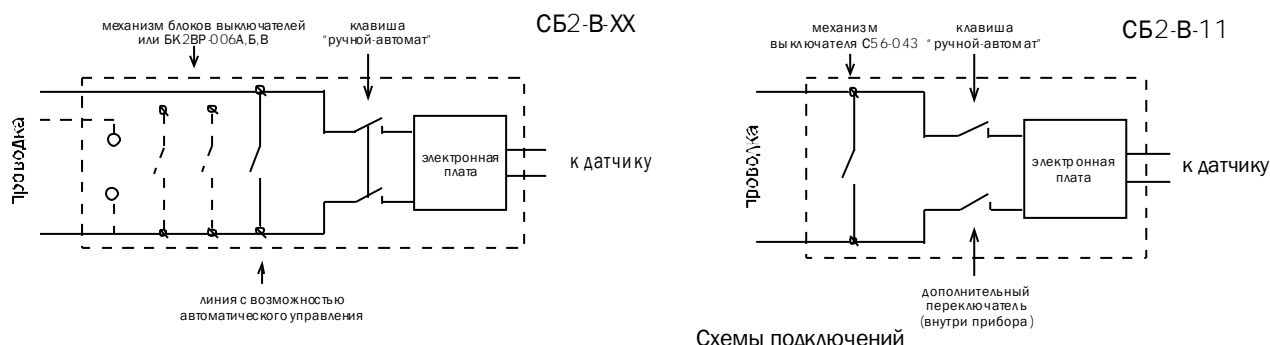 СБ2-В-ХХ
механизм блоков выключателей
или БК2ВР-006А,Б,В
клавиша
"ручной-автомат"
проводка
электронная
плата
к датчику
линия с возможностью
автоматического управления
СБ2-В-11
механизм
выключателя С56-043
клавиша
"ручной-автомат"
проводка
электронная
плата
к датчику
дополнительный
переключатель
(внутри прибора)
Схемы подключений